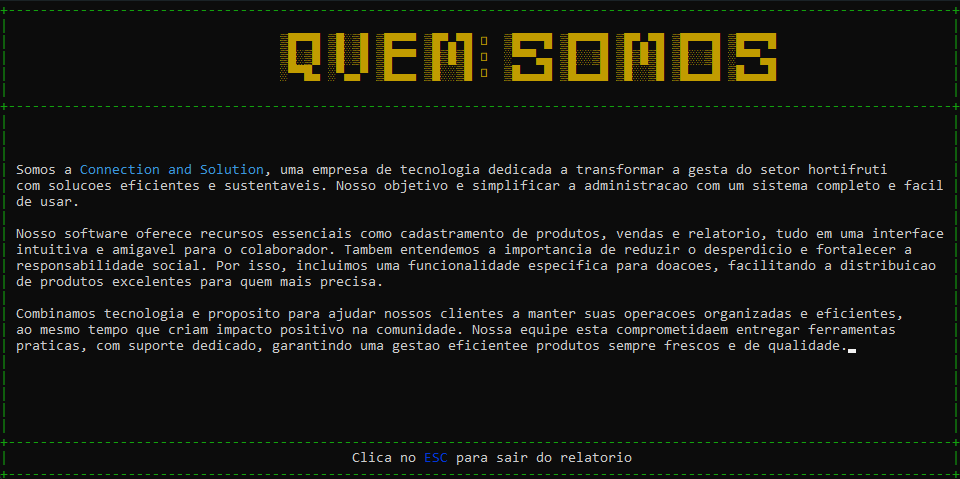 QUEM SOMOS
Somos a Connection and Solution, uma empresa de tecnologia dedicada a transformar a gesta do setor hortifruti
com solucoes eficientes e sustentaveis. Nosso objetivo e simplificar a administracao com um sistema completo e facil
de usar.
Nosso software oferece recursos essenciais como cadastramento de produtos, vendas e relatorio, tudo em uma interface
intuitiva e amigavel para o colaborador. Tambem entendemos a importancia de reduzir o desperdicio e fortalecer a
responsabilidade social. Por isso, incluimos uma funcionalidade especifica para doacoes, facilitando a distribuicao
de produtos excelentes para quem mais precisa.
Combinamos tecnologia e proposito para ajudar nossos clientes a manter suas operacoes organizadas e eficientes,
ao mesmo tempo que criam impacto positivo na comunidade. Nossa equipe esta comprometidaem entregar ferramentas
praticas, com suporte dedicado, garantindo uma gestao eficientee produtos sempre frescos e de qualidade.
Clica no ESC para sair do relatorio